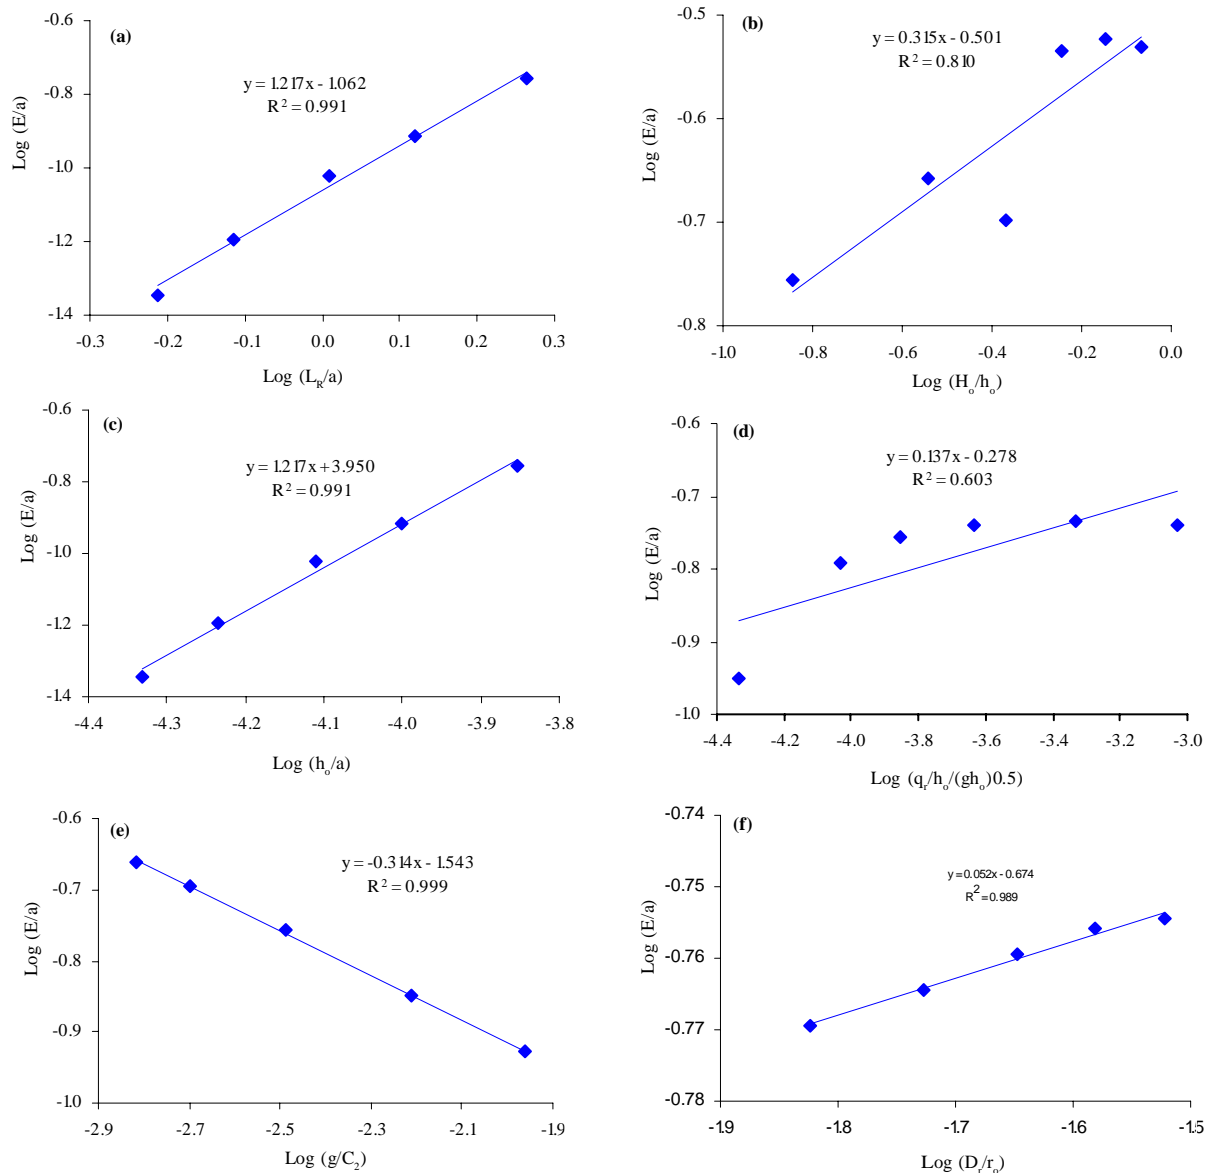 (a)
y = 1.217x - 1.062
R² = 0.991
-0.6
-0.8
-1.0
-1.2
-1.4
-0.3
-0.2
-0.1
0.0
0.1
0.2
0.3
Log (E/a)
Log (L_R/a)
(b)
y = 0.315x - 0.501
R² = 0.810
-0.5
-0.6
-0.7
-0.8
-1.0
-0.8
-0.6
-0.4
-0.2
0.0
Log (E/a)
Log (H_o/h_o)
(c)
y = 1.217x + 3.950
R² = 0.991
-0.6
-0.8
-1.0
-1.2
-1.4
-4.4
-4.3
-4.2
-4.1
-4.0
-3.9
-3.8
Log (E/a)
Log (h_o/a)
(d)
y = 0.137x - 0.278
R² = 0.603
-0.6
-0.7
-0.8
-0.9
-1.0
-4.4
-4.2
-4.0
-3.8
-3.6
-3.4
-3.2
-3.0
Log (E/a)
Log (q_r/h_o/(gh_o)0.5)
(e)
y = -0.314x - 1.543
R² = 0.999
-0.6
-0.7
-0.8
-0.9
-1.0
-2.9
-2.7
-2.5
-2.3
-2.1
-1.9
Log (E/a)
Log (g/C_2)
(f)
y = 0.052x - 0.674
R² = 0.989
-0.74
-0.75
-0.76
-0.77
-0.78
-1.9
-1.8
-1.7
-1.6
-1.5
Log (E/a)
Log (D_r/r_o)